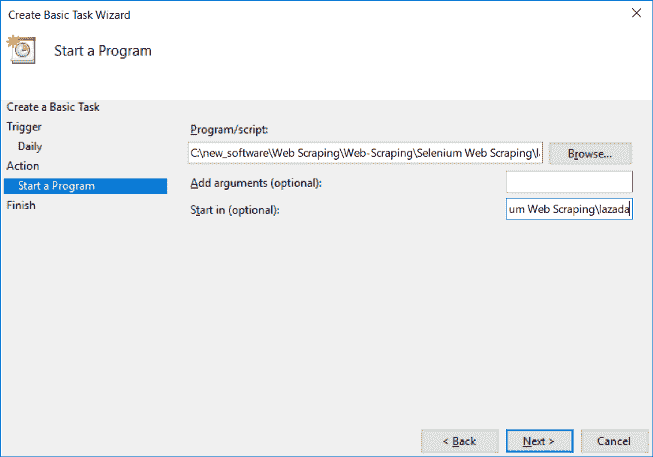 Create Basic Task Wizard
Start a Program
Create a Basic Task
Trigger
Daily
Action
Start a Program
Finish
Program/script:
C\new_software\Web Scraping\Web-Scraping\Selenium Web Scraping\l
Browse...
Add arguments (optional):
Start in (optional):
um Web Scraping\lazada
< Back
Next >
Cancel